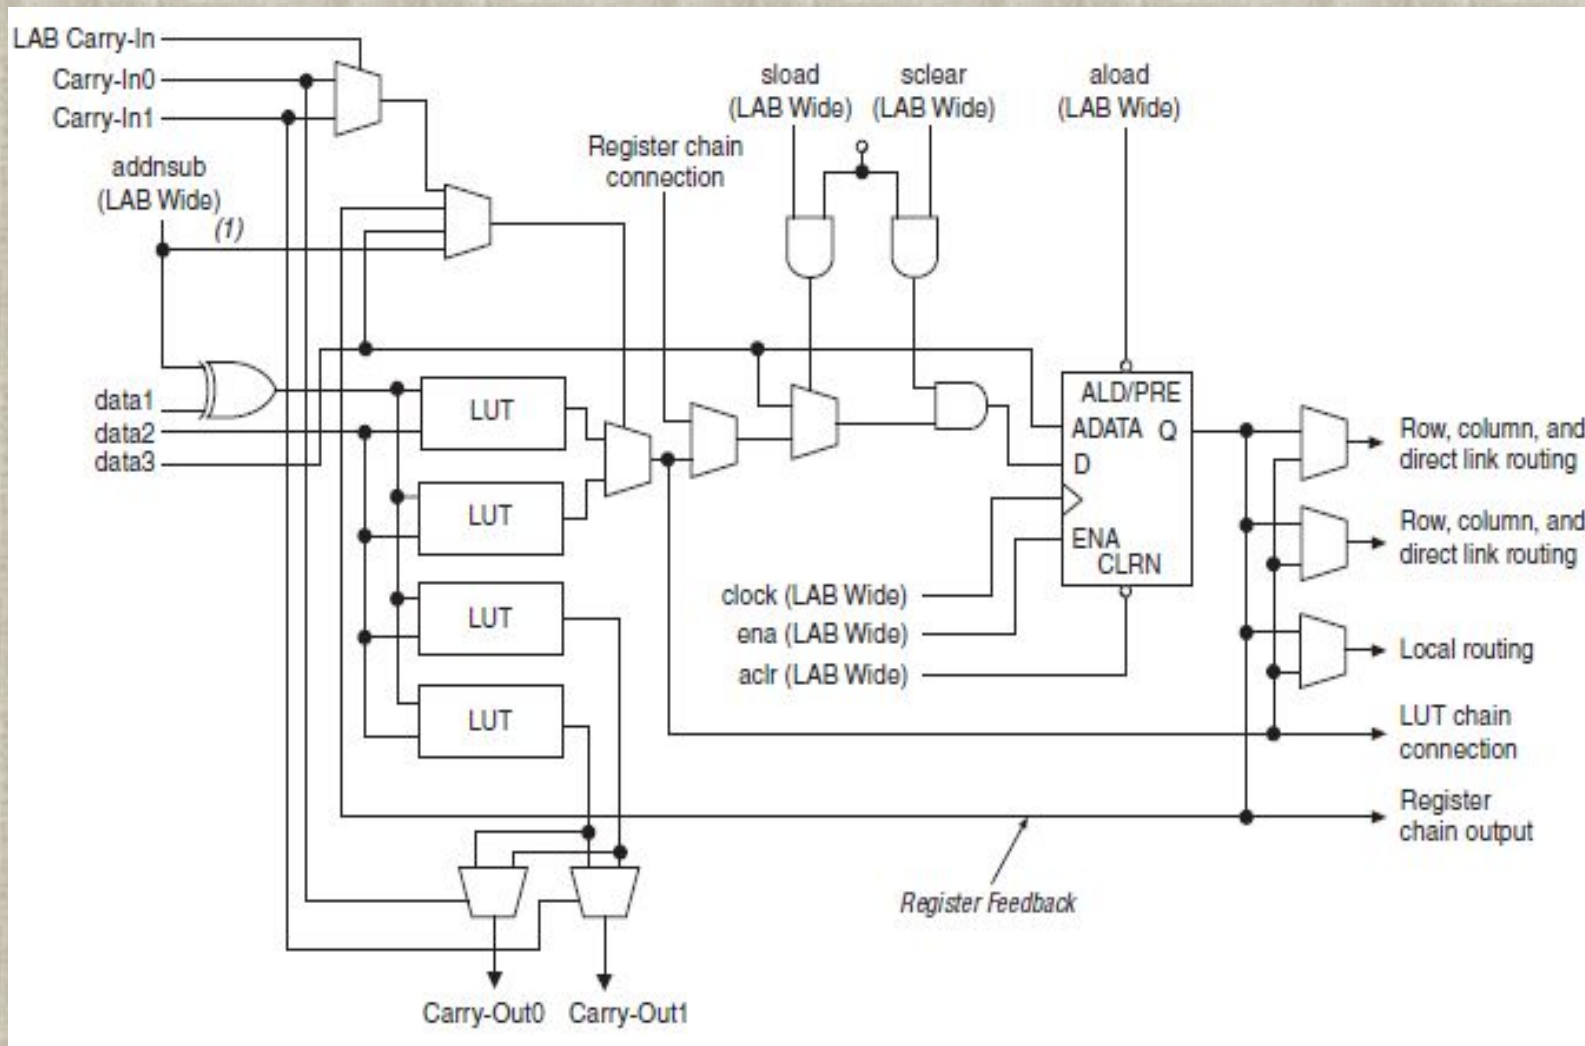 LAB Carry-In
Carry-In0
Carry-In1
addnsub
(LAB Wide)
(1)
Register chain
connection
sload
(LAB Wide)
sclear
(LAB Wide)
aload
(LAB Wide)
data1
data2
data3
LUT
LUT
LUT
LUT
ALD/PRE
ADATA Q
D
ENA
CLRN
clock (LAB Wide)
ena (LAB Wide)
aclr (LAB Wide)
Row, column, and
direct link routing
Row, column, and
direct link routing
Local routing
LUT chain
connection
Register
chain output
Register Feedback
Carry-Out0 Carry-Out1